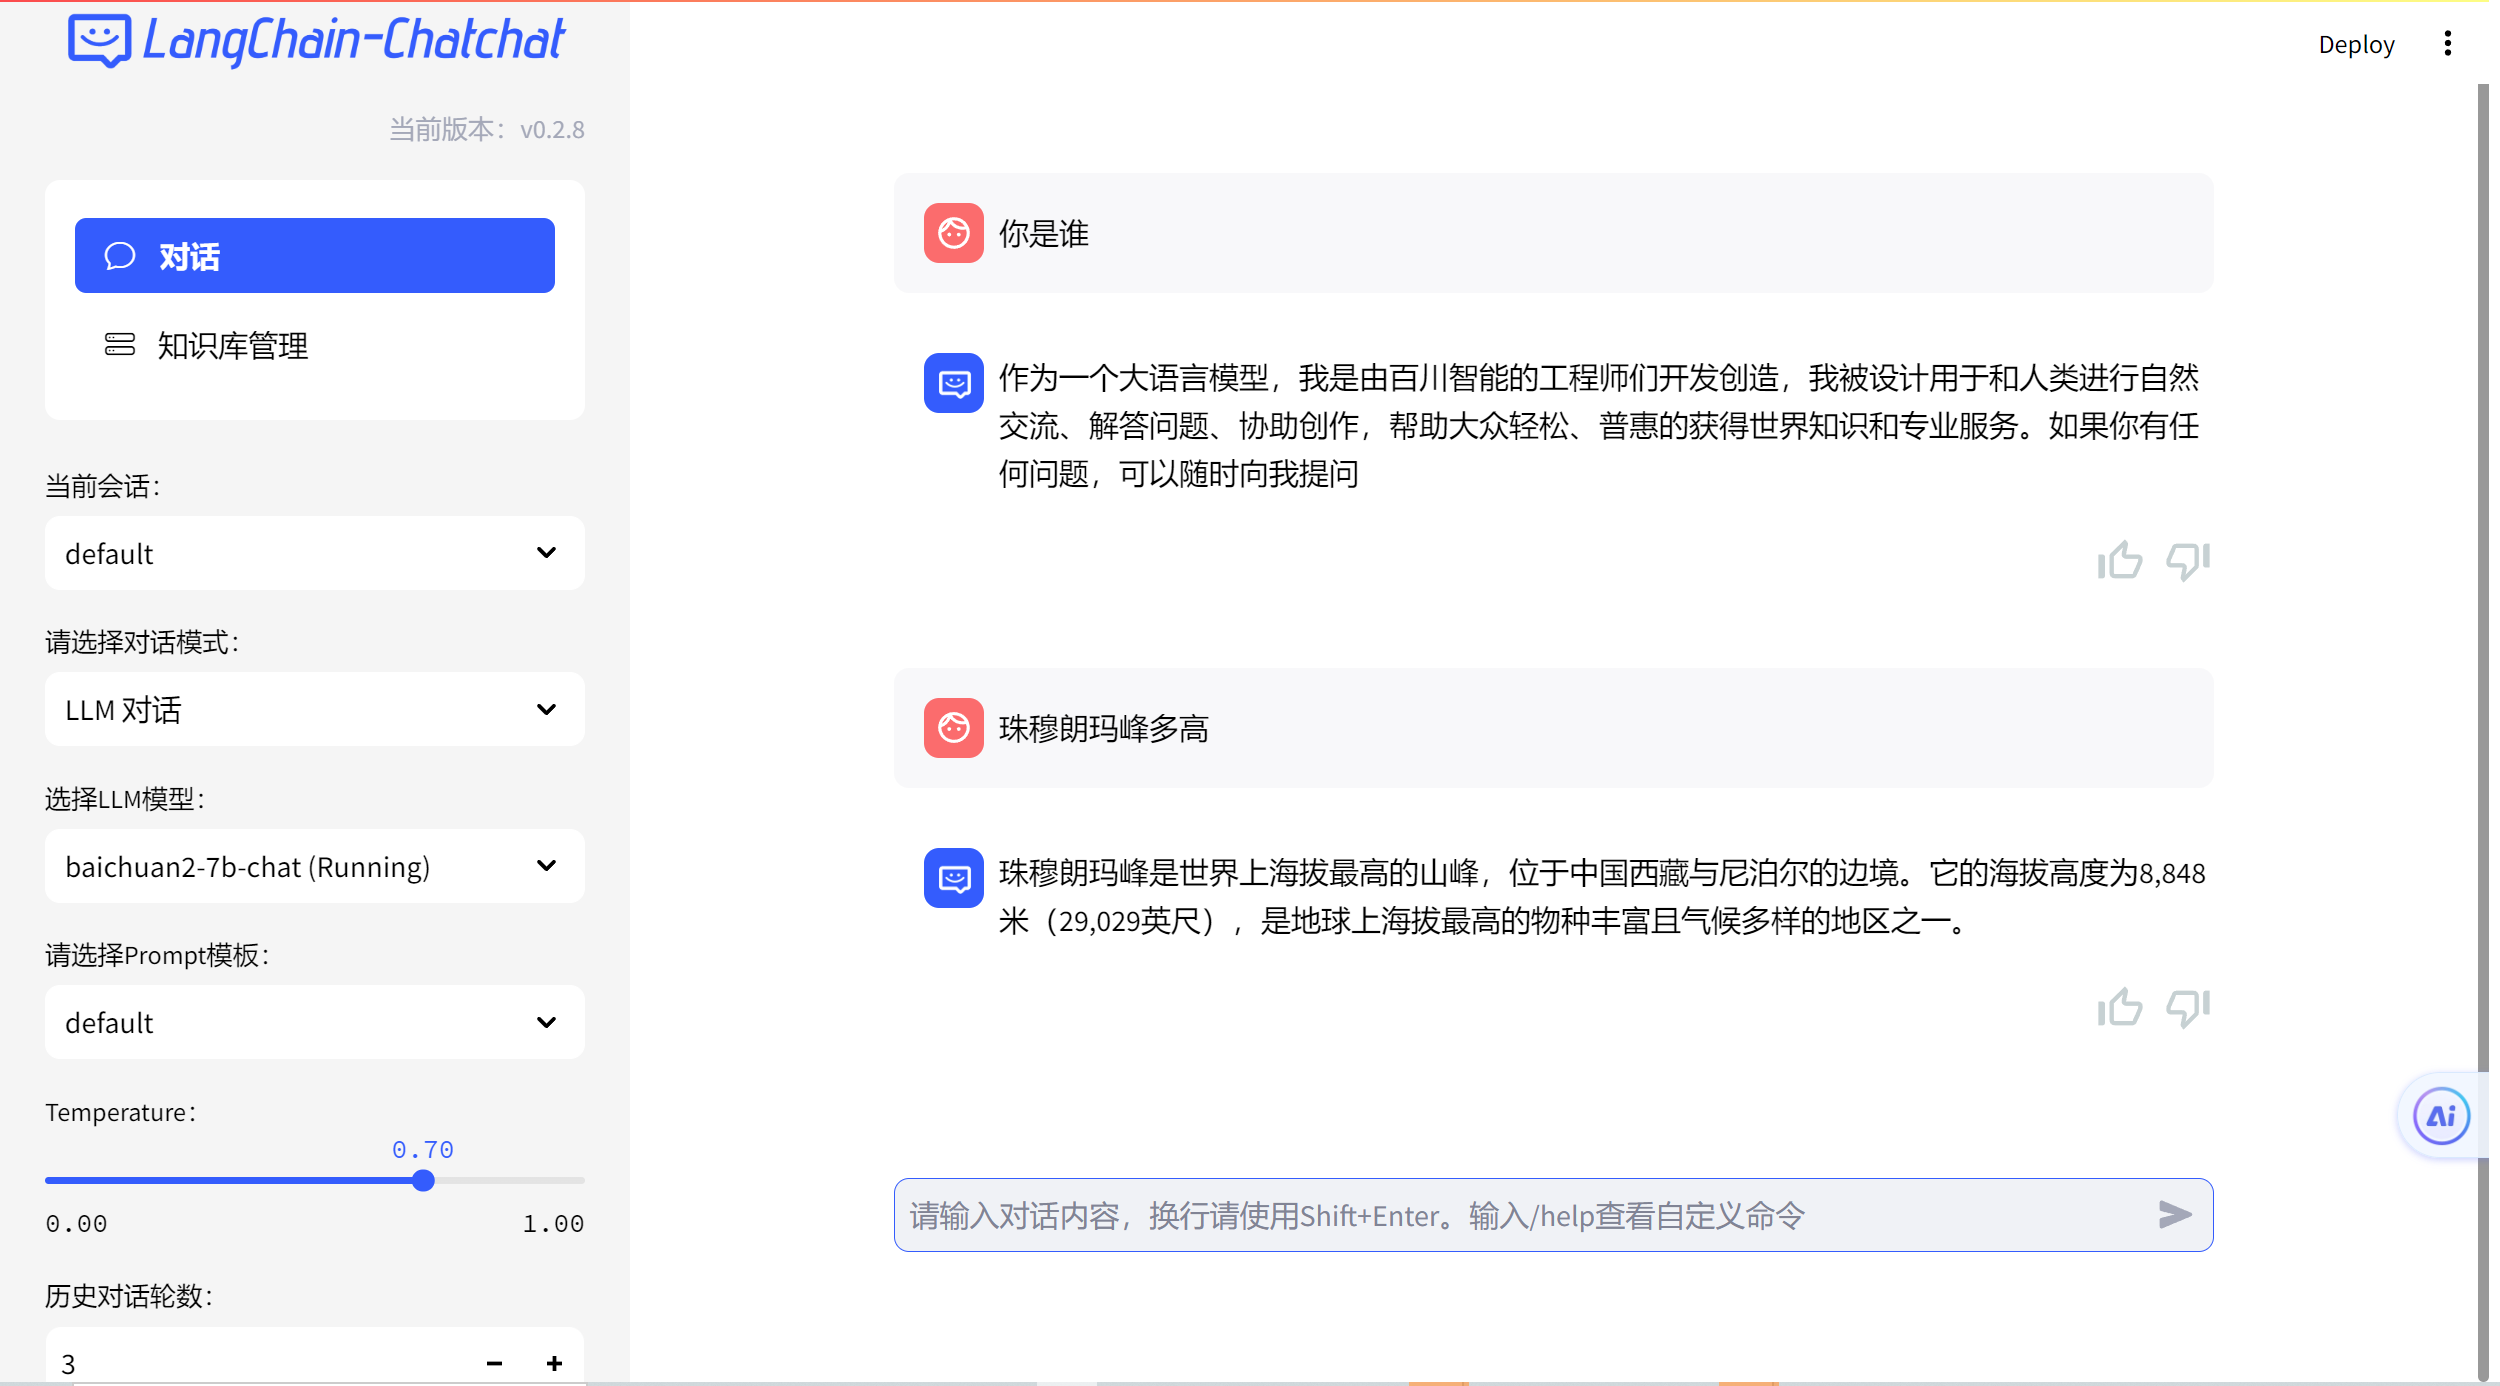 LangChain-Chatchat
当前版本：v0.2.8
对话
知识库管理
当前会话：
default
请选择对话模式：
LLM 对话
选择LLM模型：
baichuan2-7b-chat (Running)
请选择Prompt模板：
default
Temperature：
0.70
0.00
1.00
历史对话轮数：
3
Deploy
你是谁
作为一个大语言模型，我是由百川智能的工程师们开发创造，我被设计用于和人类进行自然
交流、解答问题、协助创作，帮助大众轻松、普惠的获得世界知识和专业服务。如果你有任
何问题，可以随时向我提问
珠穆朗玛峰多高
珠穆朗玛峰是世界上海拔最高的山峰，位于中国西藏与尼泊尔的边境。它的海拔高度为8,848
米（29,029英尺），是地球上海拔最高的物种丰富且气候多样的地区之一。
Ai
请输入对话内容，换行请使用Shift+Enter。输入/help查看自定义命令